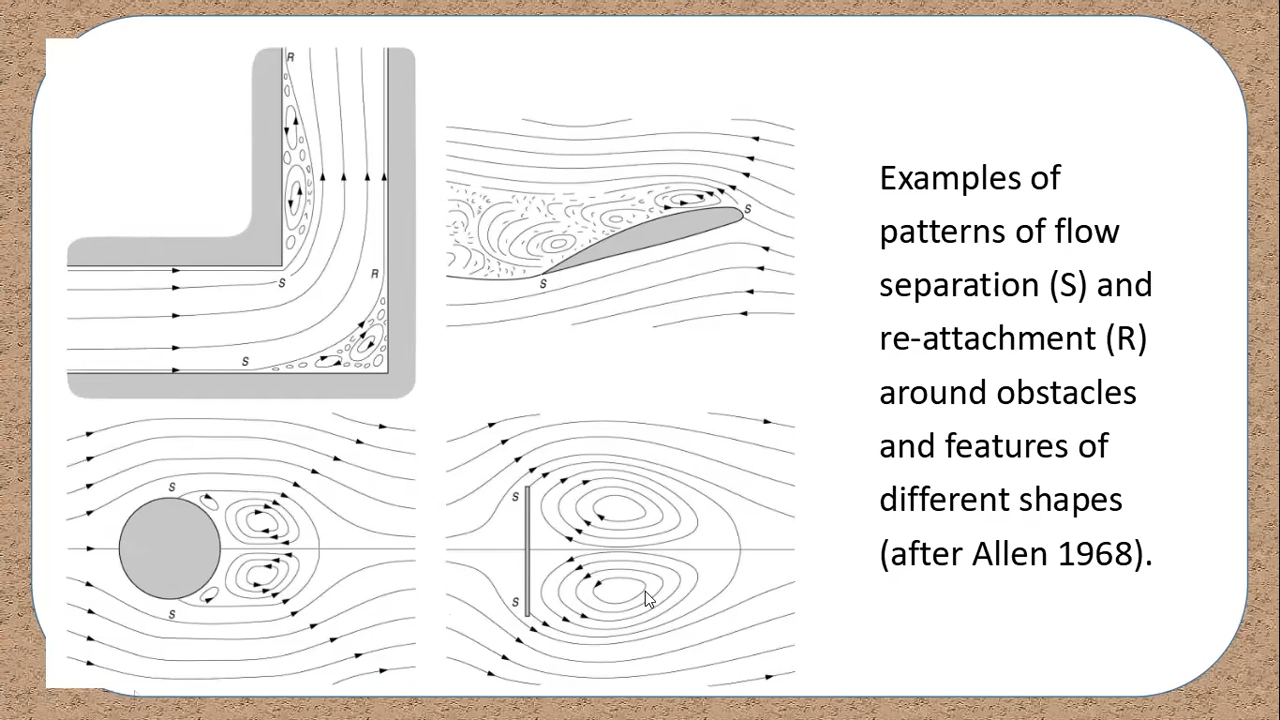 R
S
R
S
S
S
S
S
S
S
Examples of
patterns of flow
separation (S) and
re-attachment (R)
around obstacles
and features of
different shapes
(after Allen 1968).